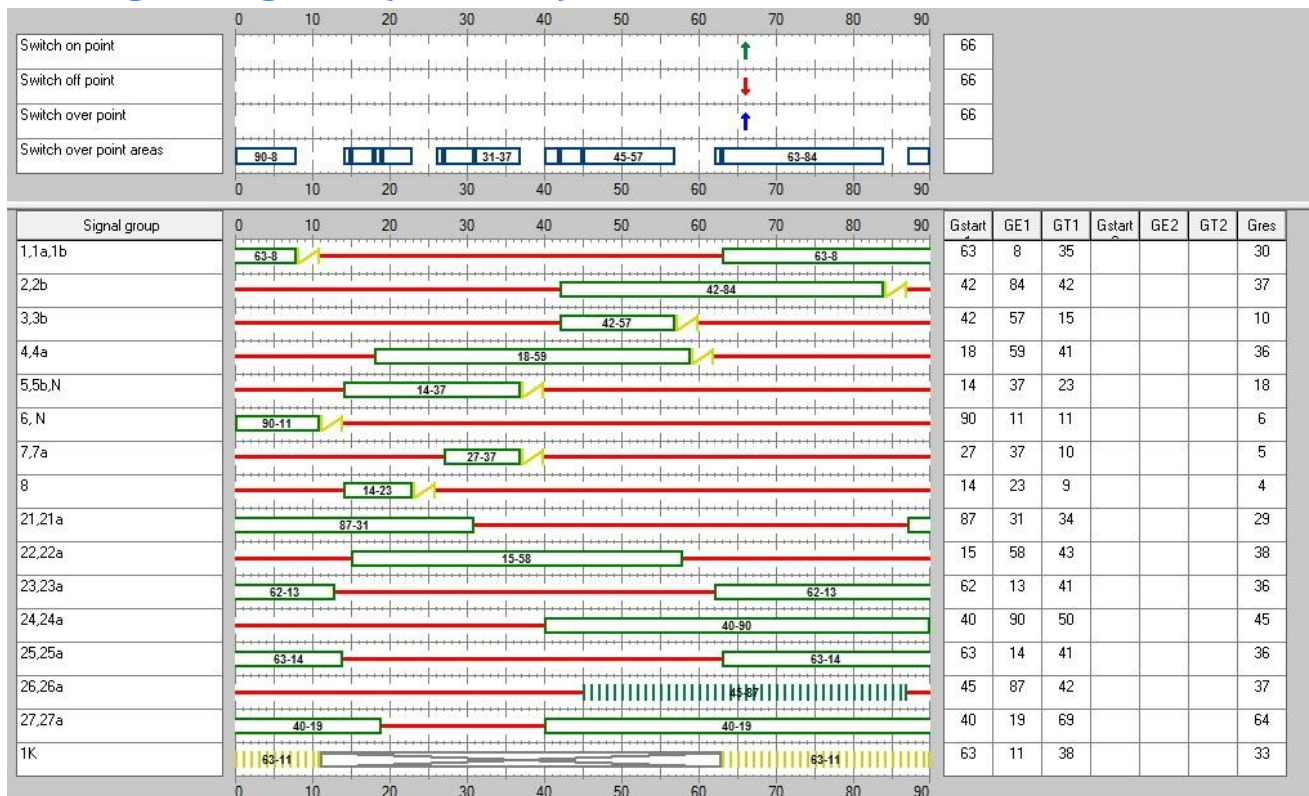 0 10 20 30 40 50 60 70 80 90
Switch on point 66
Switch off point 66
Switch over point 66
Switch over point areas 90-8 31-37 45-57 63-84
0 10 20 30 40 50 60 70 80 90
Signal group 0 10 20 30 40 50 60 70 80 90 Gstart GE1 GT1 Gstart GE2 GT2 Gres
1,1a,1b 63-8 63-8 63 8 35 30
2,2b 42-84 42 84 42 37
3,3b 42-57 42 57 15 10
4,4a 18-59 18 59 41 36
5,5b,N 14-37 14 37 23 18
6, N 90-11 90 11 11 6
7,7a 27-37 27 37 10 5
8 14-23 14 23 9 4
21,21a 87-31 87 31 34 29
22,22a 15-58 15 58 43 38
23,23a 62-13 62-13 62 13 41 36
24,24a 40-90 40 90 50 45
25,25a 63-14 63-14 63 14 41 36
26,26a 45-87 45 87 42 37
27,27a 40-19 40-19 40 19 69 64
1K 63-11 63-11 63 11 38 33
0 10 20 30 40 50 60 70 80 90